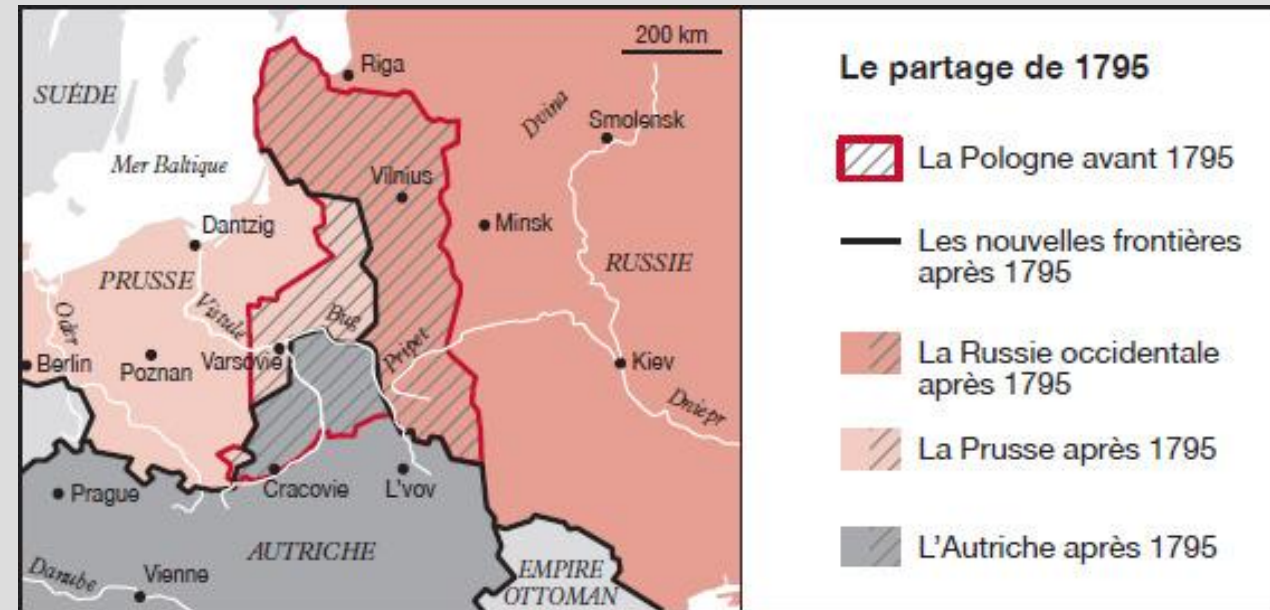 200 km
Riga
SUÉDE
Dvina
Smolensk
Mer Baltique
Vilnius
Dantzig
Minsk
PRUSSE
RUSSIE
Oder
Vistule
Bug
Pripet
Berlin
Poznan
Varsovie
Kiev
Dniepr
Prague
Cracovie
L'vov
AUTRICHE
Danube
Vienne
EMPIRE
OTTOMAN
Le partage de 1795
La Pologne avant 1795
Les nouvelles frontières
après 1795
La Russie occidentale
après 1795
La Prusse après 1795
L'Autriche après 1795